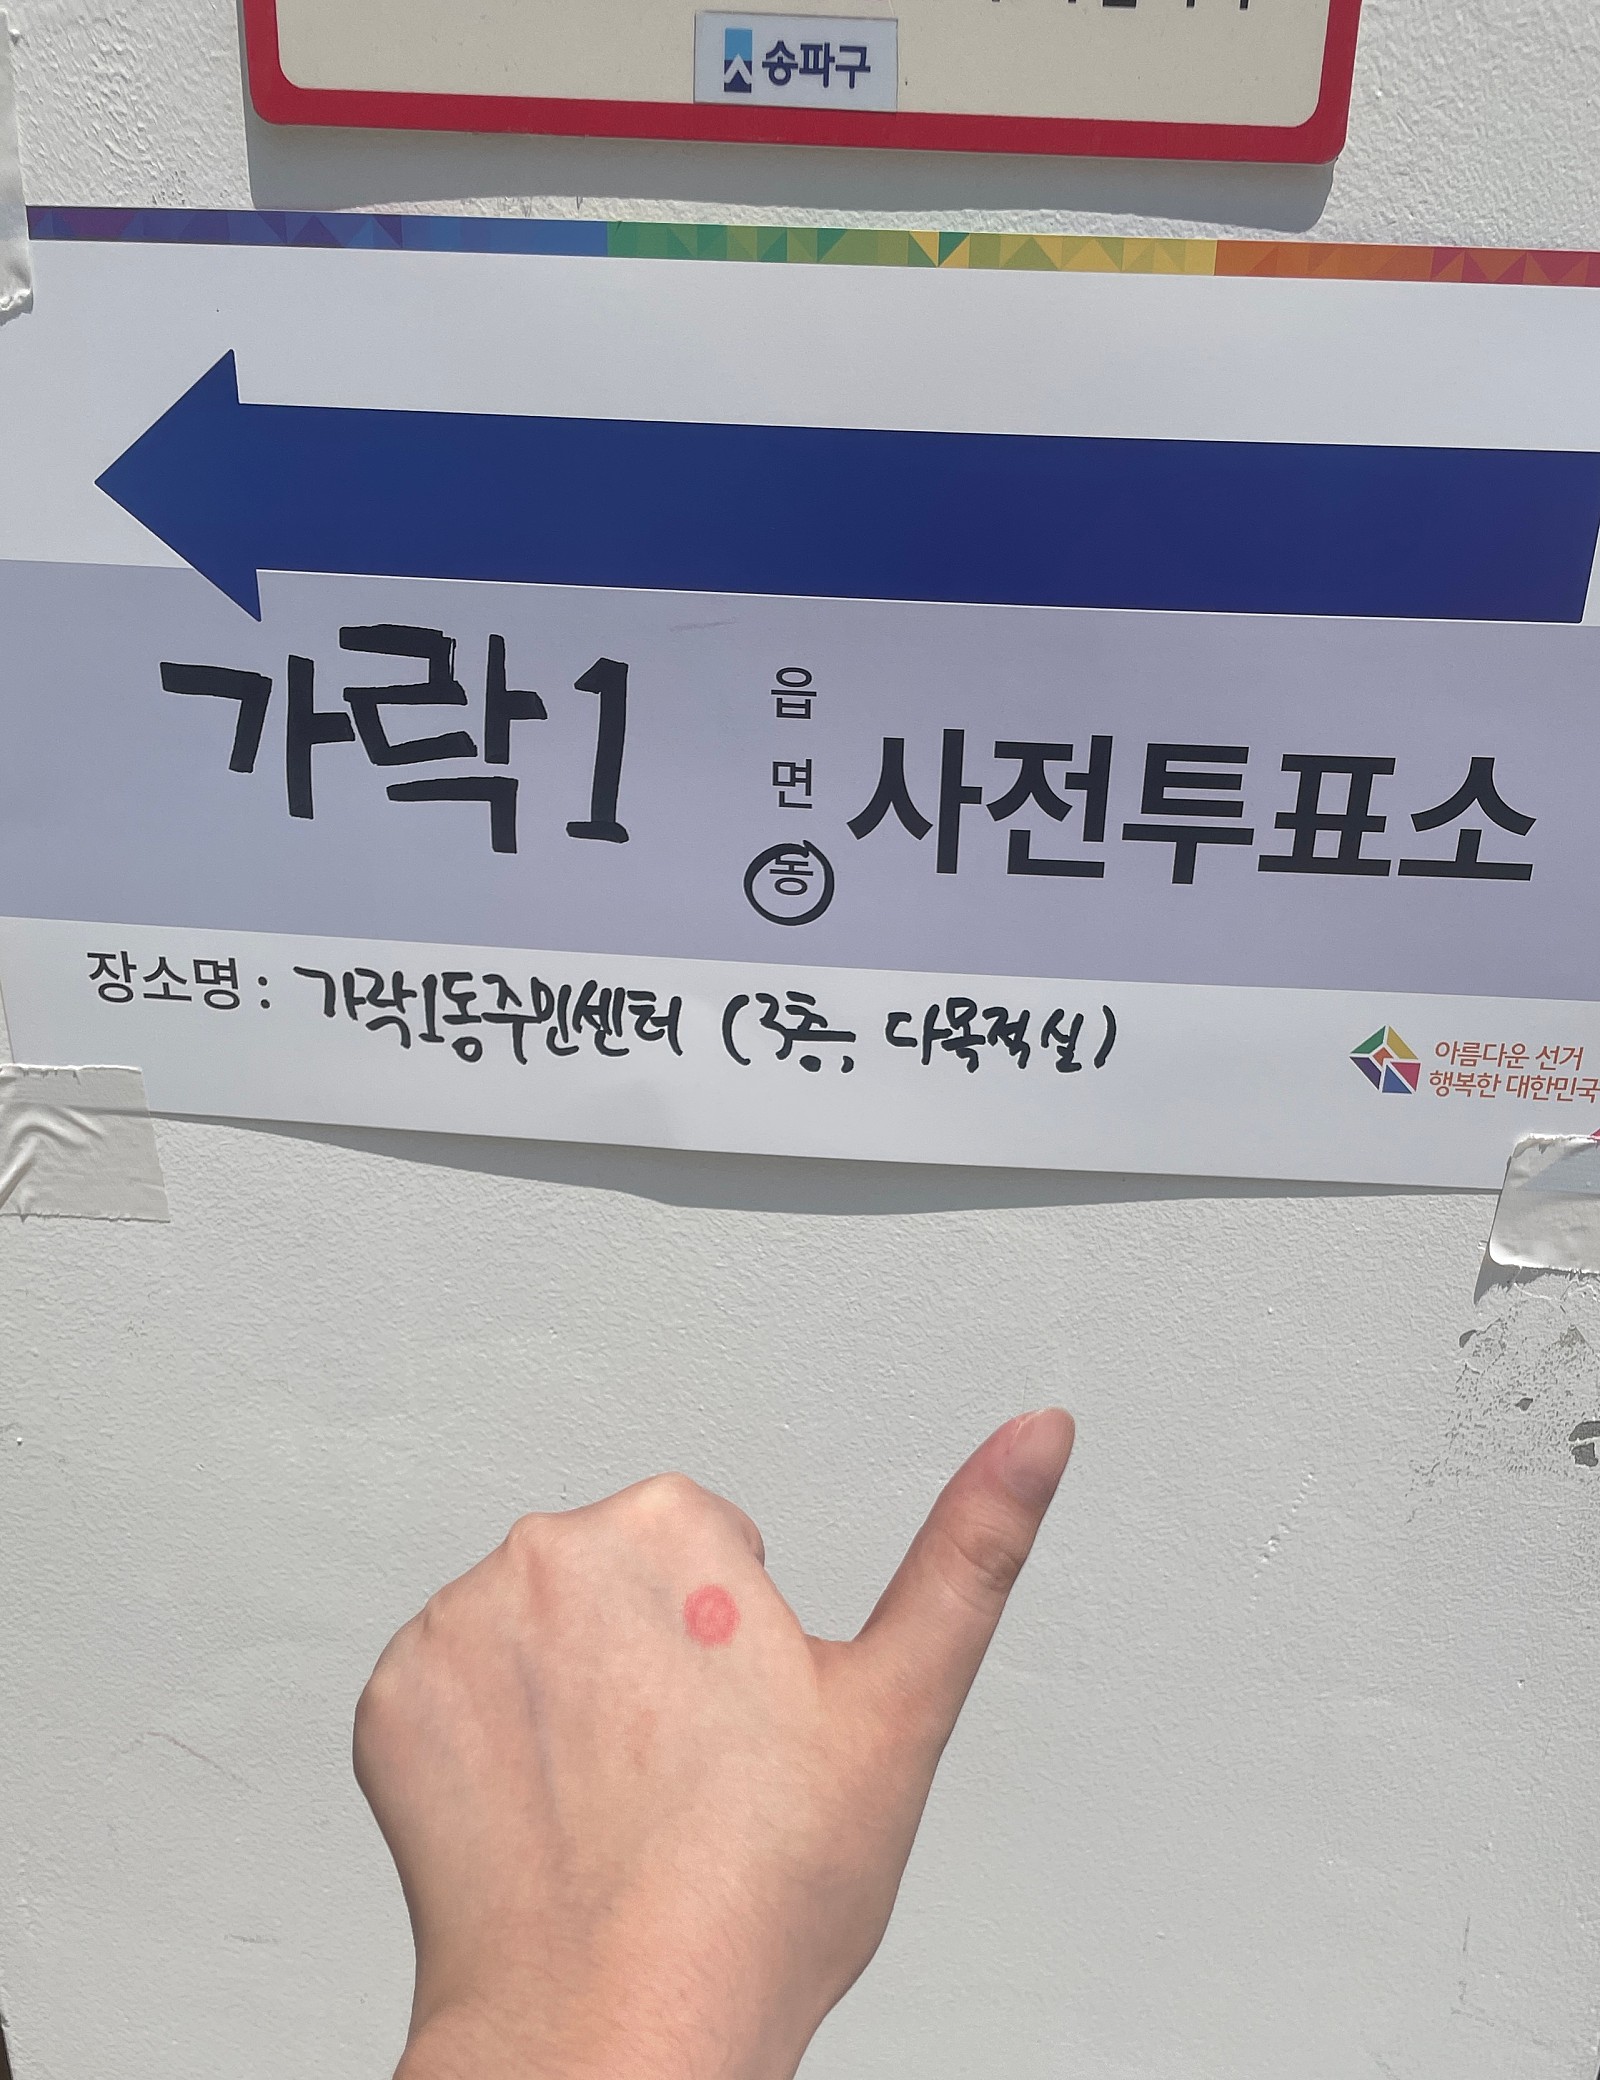 송파구
가락1 읍 면 동 사전투표소
장소명 : 가락1동주민센터 (3층, 다목적실)
아름다운 선거
행복한 대한민국